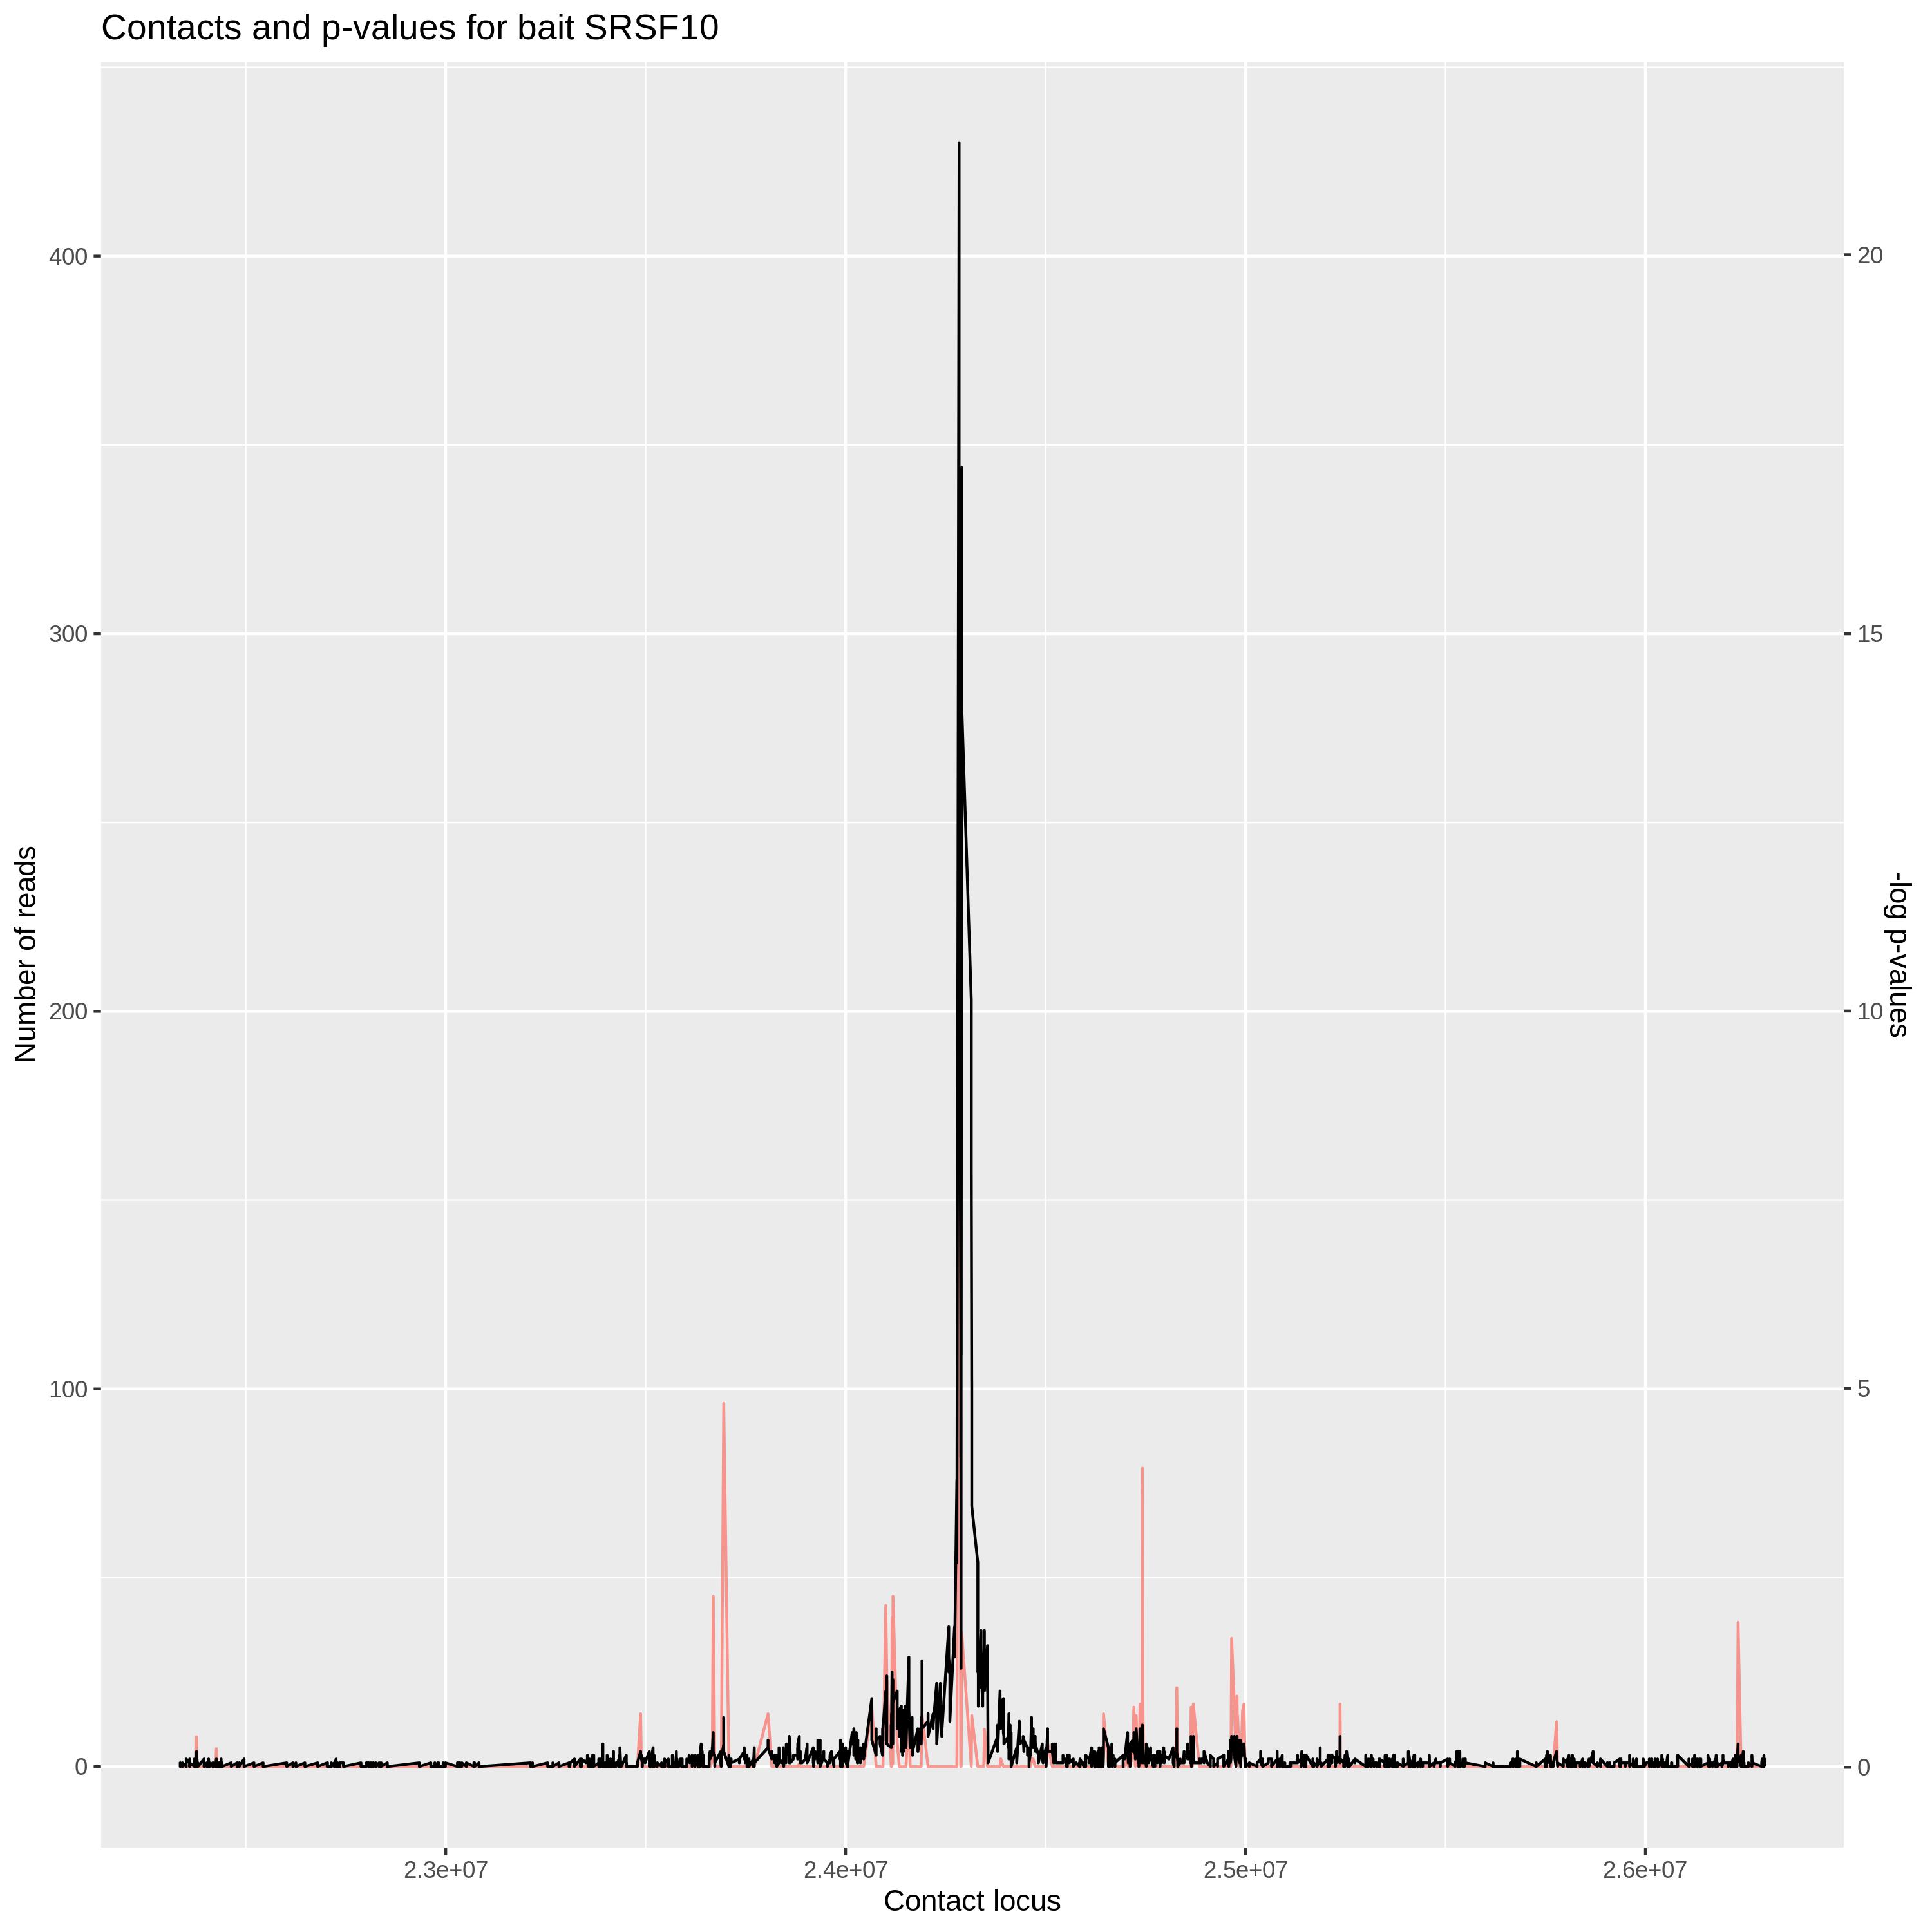 Contacts and p-values for bait SRSF10
400
300
200
100
0
Number of reads
20
15
10
5
0
-log p-values
2.3e+07
2.4e+07
2.5e+07
2.6e+07
Contact locus